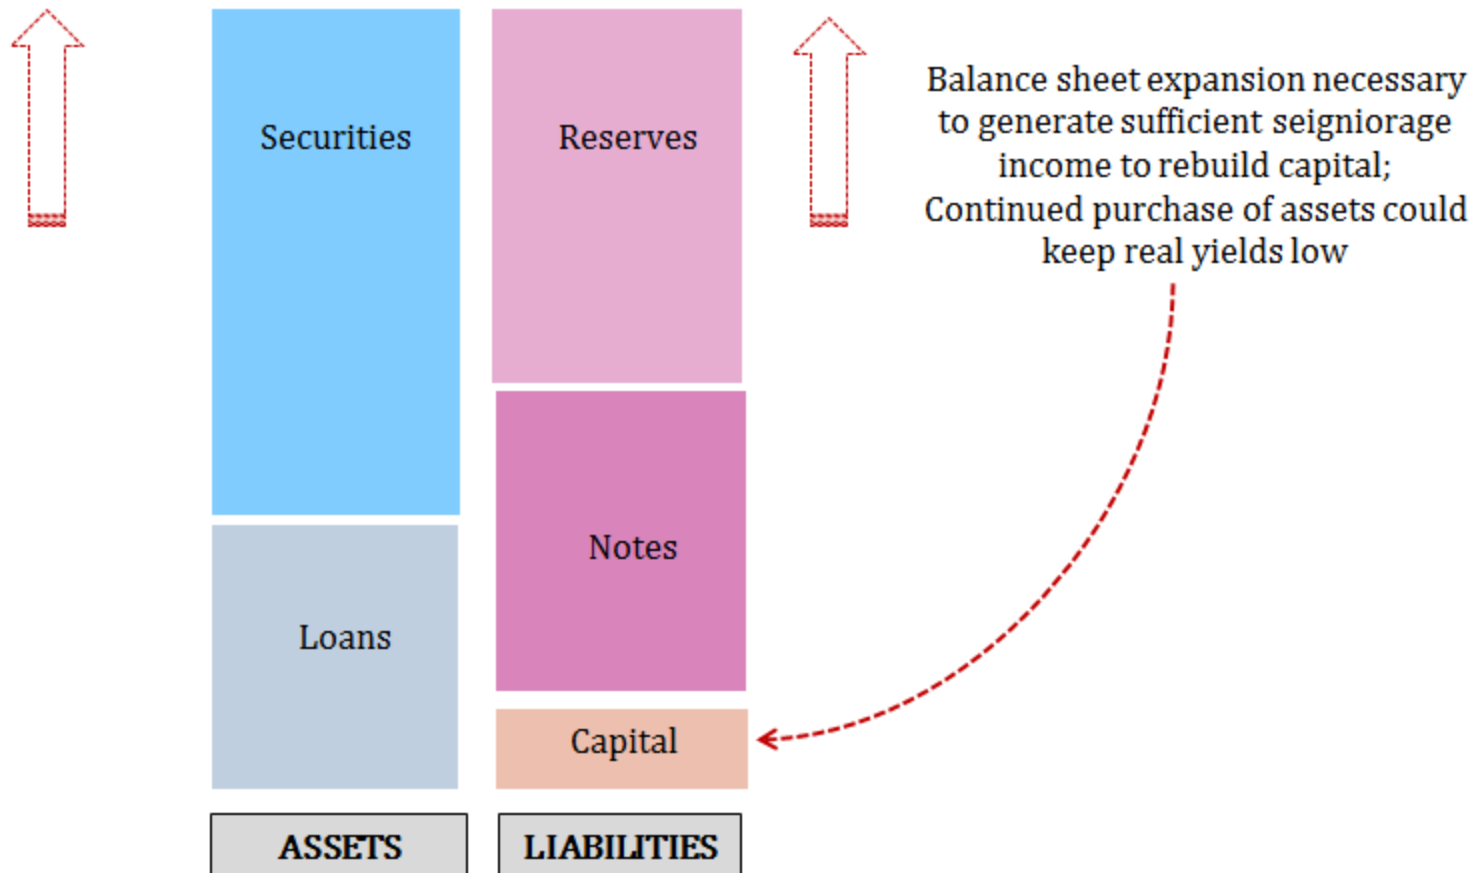 Securities
Reserves
Balance sheet expansion necessary
to generate sufficient seigniorage
income to rebuild capital;
Continued purchase of assets could
keep real yields low
Notes
Loans
Capital
ASSETS
LIABILITIES